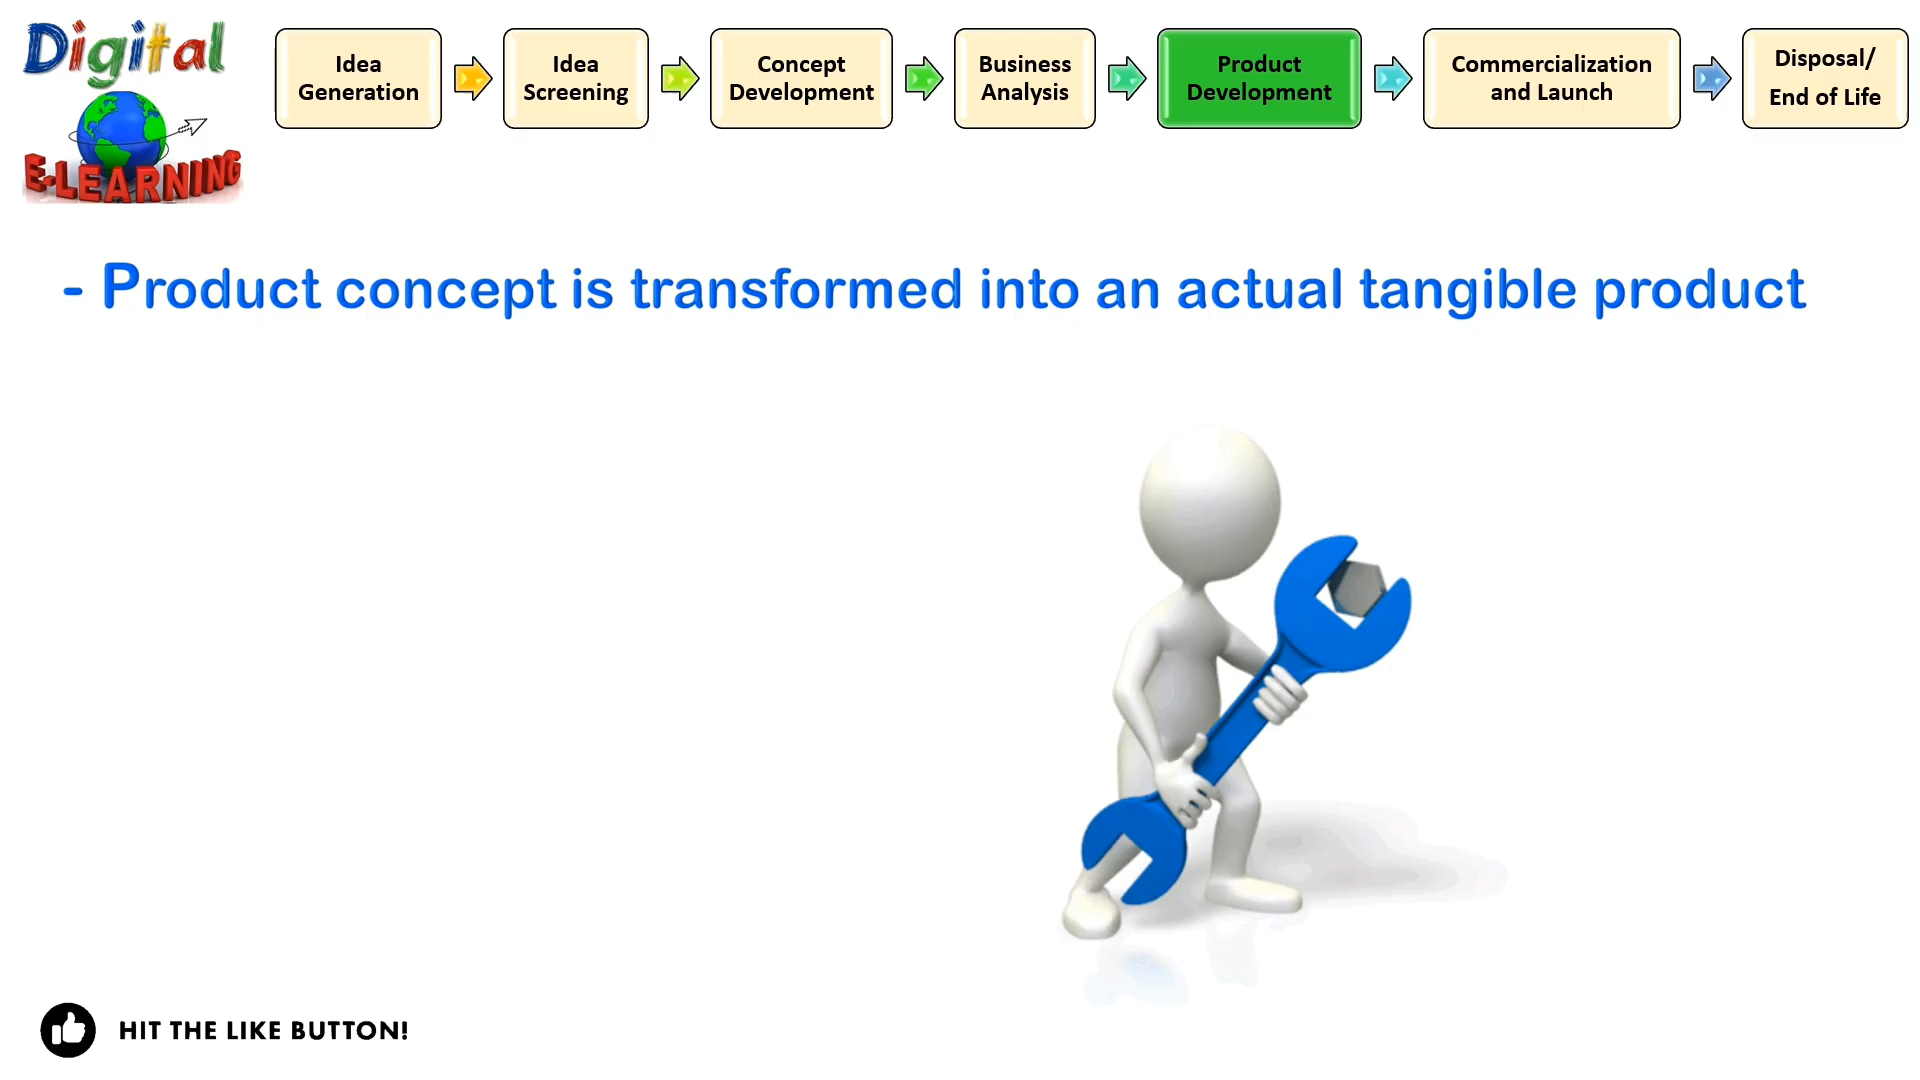 Digital
E-LEARNING
Idea
Generation
Idea
Screening
Concept
Development
Business
Analysis
Product
Development
Commercialization
and Launch
Disposal/
End of Life
- Product concept is transformed into an actual tangible product
HIT THE LIKE BUTTON!